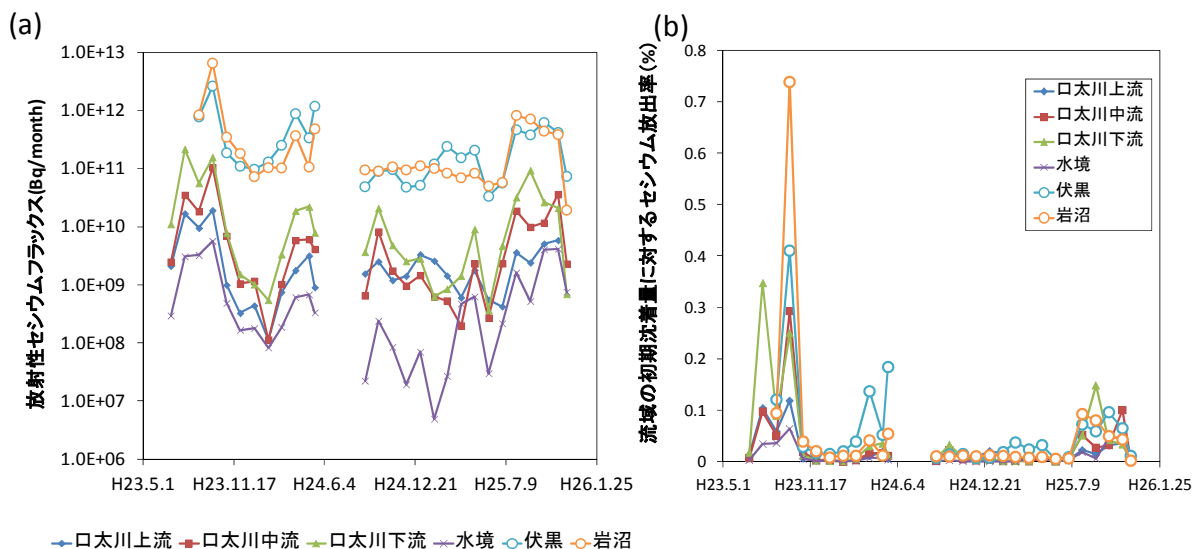 (a)
放射性セシウムフラックス(Bq/month)
1.0E+13
1.0E+12
1.0E+11
1.0E+10
1.0E+09
1.0E+08
1.0E+07
1.0E+06
H23.5.1 H23.11.17 H24.6.4 H24.12.21 H25.7.9 H26.1.25
口太川上流 口太川中流 口太川下流 水境 伏黒 岩沼
(b)
流域の初期沈着量に対するセシウム放出率(%)
0.8
0.7
0.6
0.5
0.4
0.3
0.2
0.1
0
H23.5.1 H23.11.17 H24.6.4 H24.12.21 H25.7.9 H26.1.25
口太川上流
口太川中流
口太川下流
水境
伏黒
岩沼